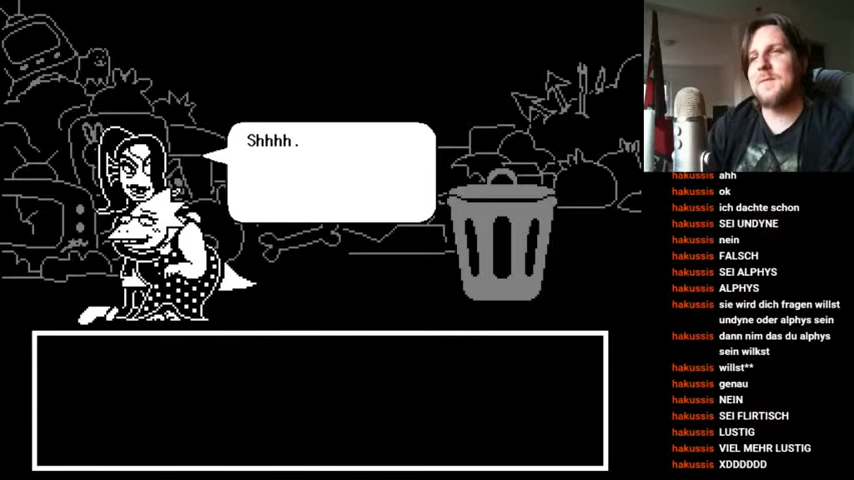 Shhhh.
hakussis ahh
hakussis ok
hakussis ich dachte schon
hakussis SEI UNDYNE
hakussis nein
hakussis FALSCH
hakussis SEI ALPHYS
hakussis ALPHYS
hakussis sie wird dich fragen willst
undyne oder alphys sein
hakussis dann nim das du alphys
sein wilkst
hakussis willst**
hakussis genau
hakussis NEIN
hakussis SEI FLIRTISCH
hakussis LUSTIG
hakussis VIEL MEHR LUSTIG
hakussis XDDDDDD